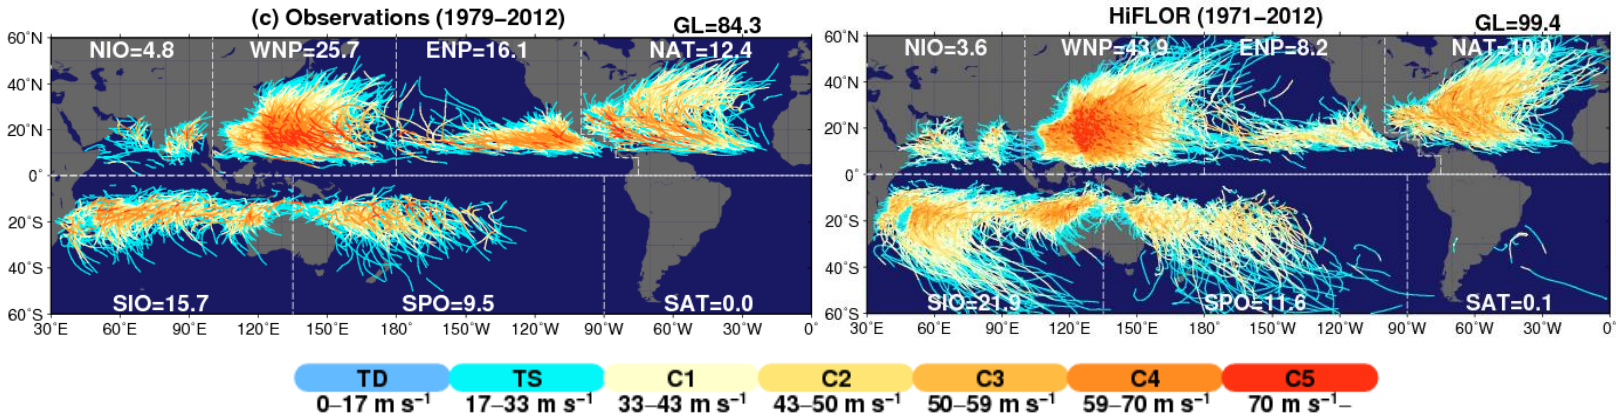 (c) Observations (1979–2012)
GL=84.3
60°N
NIO=4.8 WNP=25.7 ENP=16.1 NAT=12.4
40°N
20°N
0°
20°S
40°S
SIO=15.7 SPO=9.5 SAT=0.0
60°S
30°E 60°E 90°E 120°E 150°E 180° 150°W 120°W 90°W 60°W 30°W 0°
HiFLOR (1971–2012)
GL=99.4
60°N
NIO=3.6 WNP=43.9 ENP=8.2 NAT=10.0
40°N
20°N
0°
20°S
40°S
SIO=21.9 SPO=11.6 SAT=0.1
60°S
30°E 60°E 90°E 120°E 150°E 180° 150°W 120°W 90°W 60°W 30°W 0°
TD TS C1 C2 C3 C4 C5
0–17 m s⁻¹ 17–33 m s⁻¹ 33–43 m s⁻¹ 43–50 m s⁻¹ 50–59 m s⁻¹ 59–70 m s⁻¹ 70 m s⁻¹–